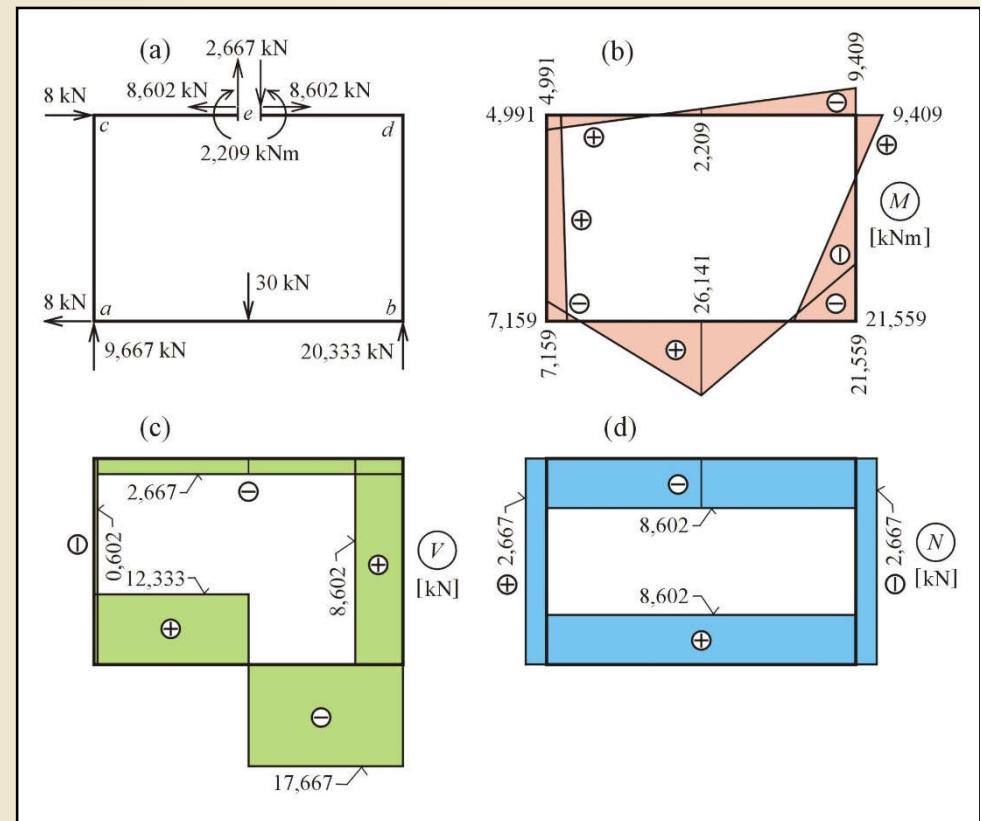 (a)
2,667 kN
8 kN
8,602 kN
8,602 kN
c
e
d
2,209 kNm
30 kN
8 kN
a
b
9,667 kN
20,333 kN
(b)
4,991
9,409
4,991
9,409
2,209
M
[kNm]
26,141
7,159
21,559
7,159
21,559
(c)
2,667
0,602
12,333
8,602
V
[kN]
17,667
(d)
2,667
8,602
2,667
N
[kN]
8,602